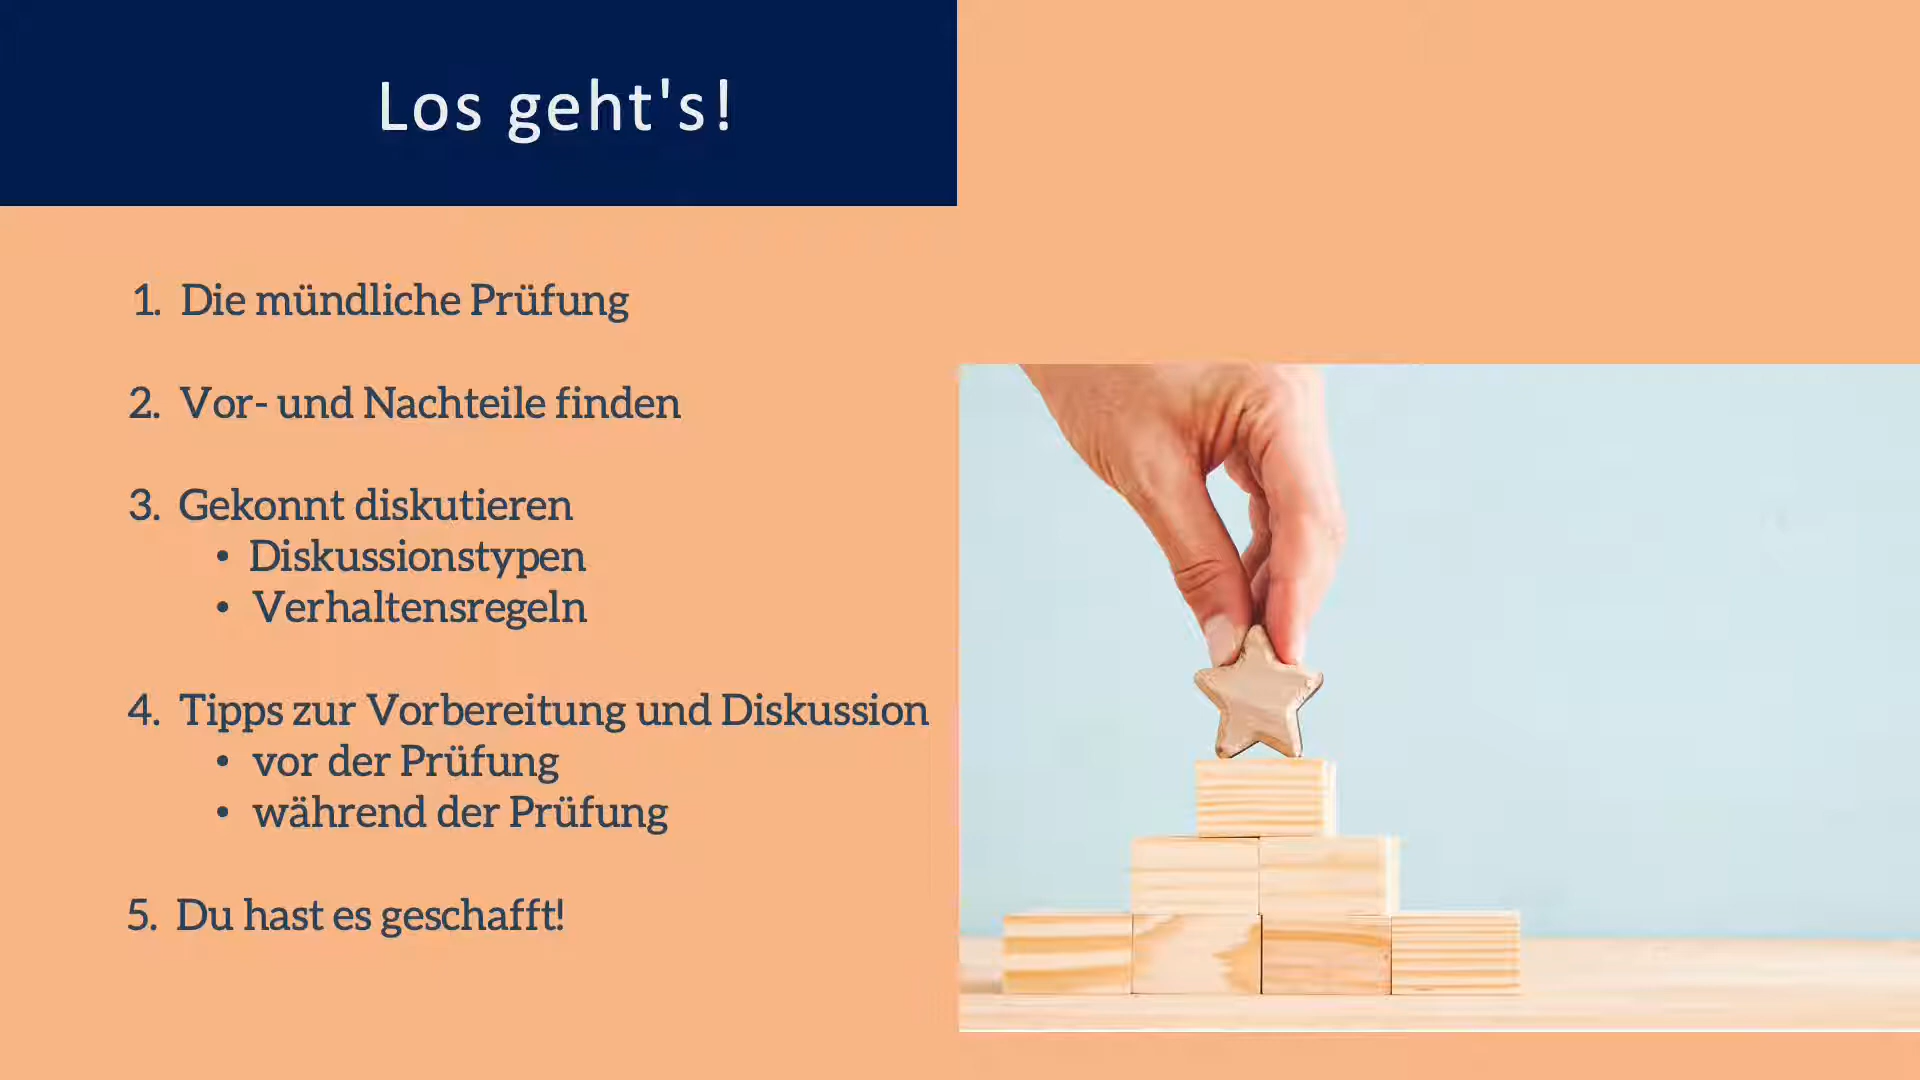 Los geht's!
1. Die mündliche Prüfung
2. Vor- und Nachteile finden
3. Gekonnt diskutieren
• Diskussionstypen
• Verhaltensregeln
4. Tipps zur Vorbereitung und Diskussion
• vor der Prüfung
• während der Prüfung
5. Du hast es geschafft!